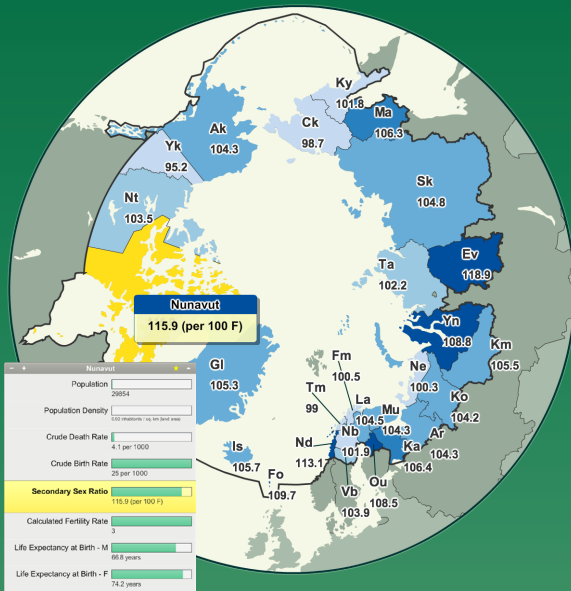 Ky
101.8
Ma
106.3
Ck
98.7
Ak
104.3
Yk
95.2
Nt
103.5
Sk
104.8
Ev
118.9
Ta
102.2
Nunavut
115.9 (per 100 F)
Yn
108.8
Km
105.5
Gl
105.3
Fm
100.5
Ne
100.3
Tm
99
La
104.5
Mu
104.3
Ko
104.2
Ar
104.3
Nb
101.9
Ka
106.4
Nd
113.1
Is
105.7
Fo
109.7
Vb
103.9
Ou
108.5
Nunavut
Population
29854
Population Density
Crude Death Rate
4.1 per 1000
Crude Birth Rate
25 per 1000
Secondary Sex Ratio
115.9 (per 100 F)
Calculated Fertility Rate
3
Life Expectancy at Birth - M
66.8 years
Life Expectancy at Birth - F
74.2 years